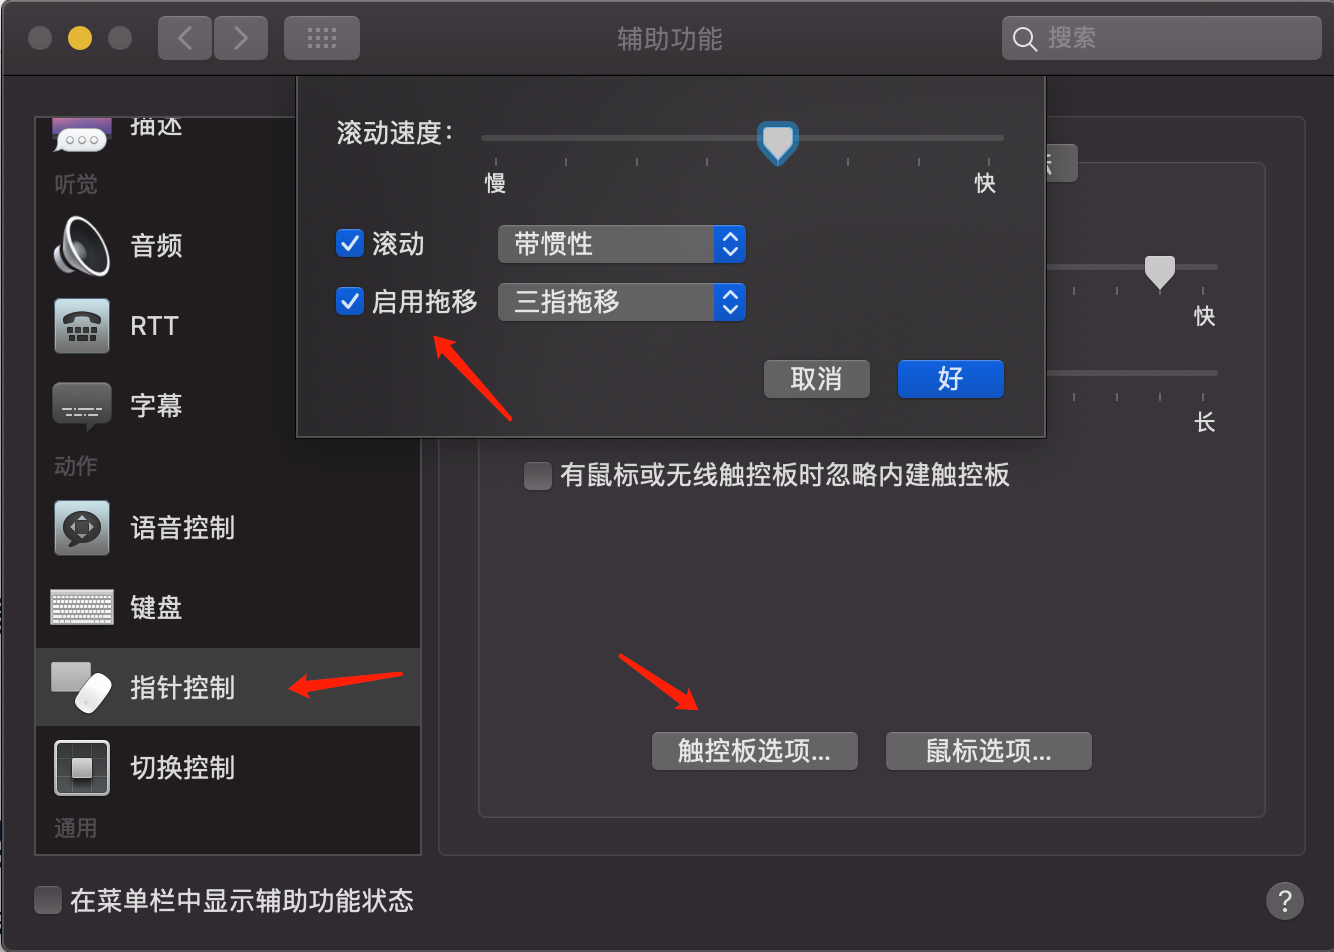 辅助功能
搜索
描述
听觉
音频
RTT
字幕
动作
语音控制
键盘
指针控制
切换控制
通用
滚动速度：
慢
快
滚动
带惯性
启用拖移
三指拖移
取消
好
快
长
有鼠标或无线触控板时忽略内建触控板
触控板选项...
鼠标选项...
在菜单栏中显示辅助功能状态
?